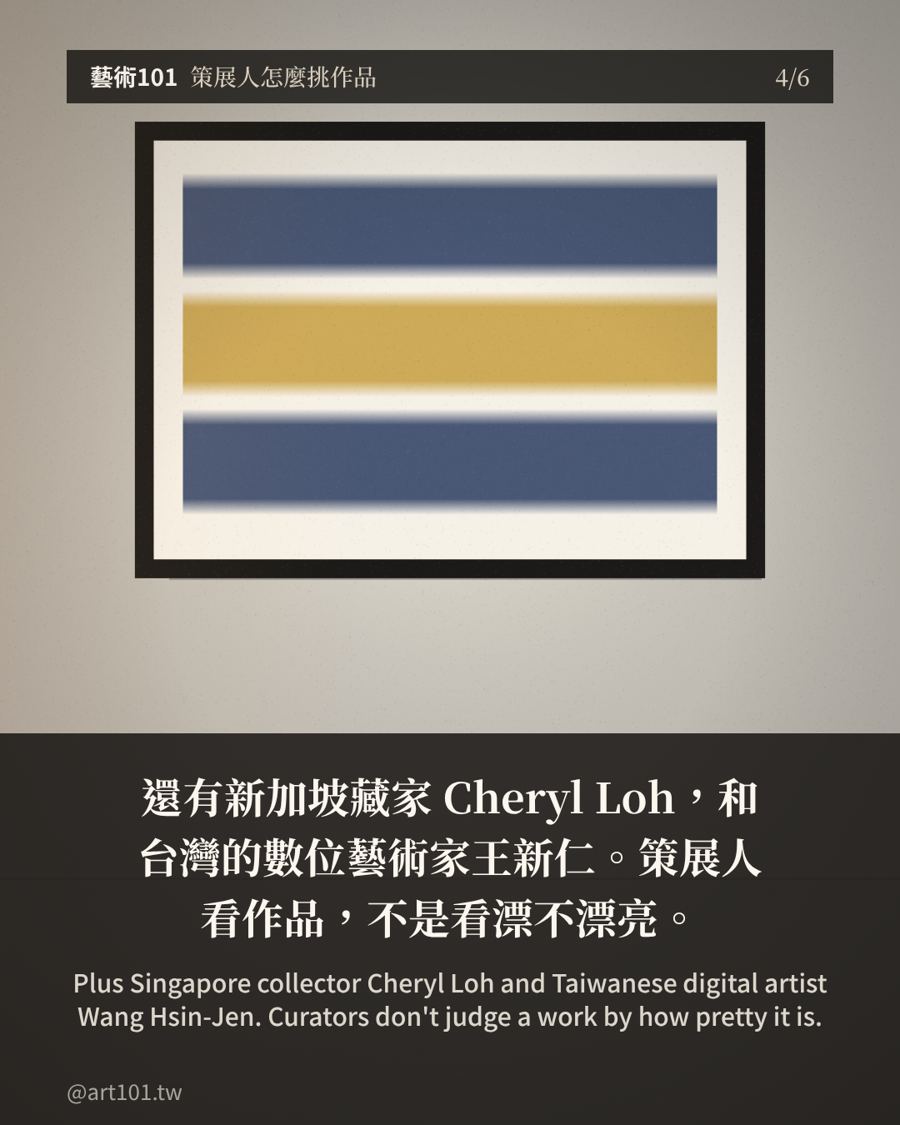 藝術101 策展人怎麼挑作品 4/6
還有新加坡藏家 Cheryl Loh，和
台灣的數位藝術家王新仁。策展人
看作品，不是看漂不漂亮。
Plus Singapore collector Cheryl Loh and Taiwanese digital artist
Wang Hsin-Jen. Curators don't judge a work by how pretty it is.
@art101.tw